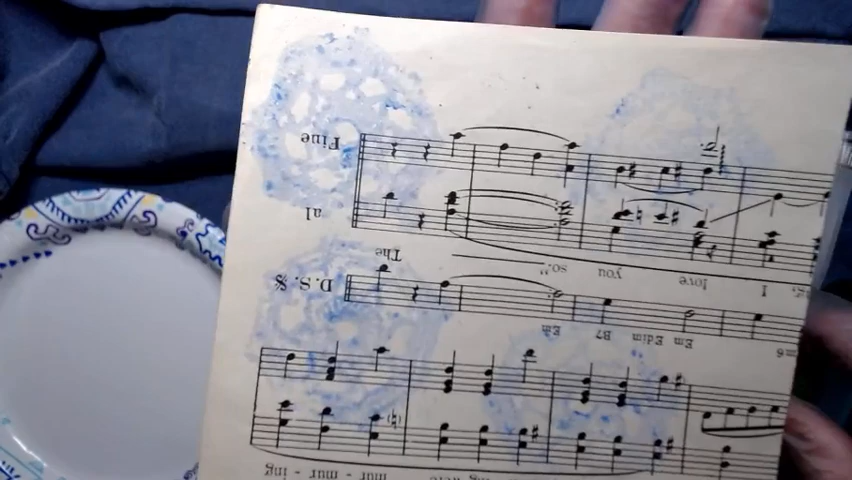 mur - mur - ing
Em Edim B7 Em
I love you so." The
D.S. 𝄋
al
Fine